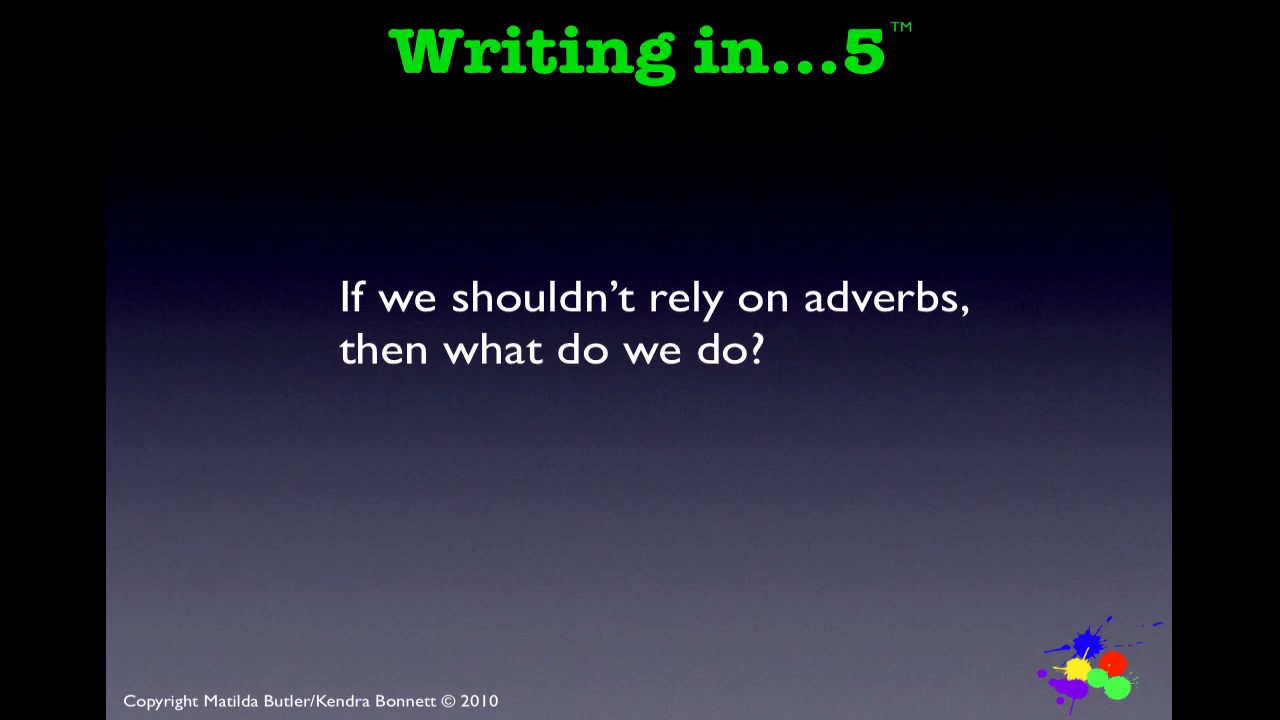 Writing in...5™
If we shouldn’t rely on adverbs,
then what do we do?
Copyright Matilda Butler/Kendra Bonnett © 2010